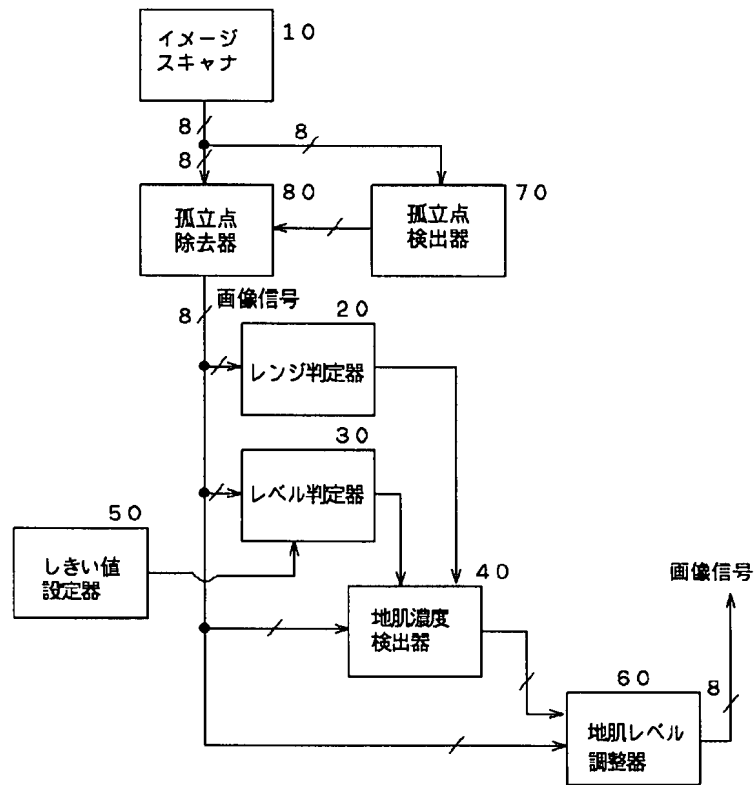 イメージ
スキャナ
10
8
8
8
孤立点
除去器
80
孤立点
検出器
70
8
画像信号
20
レンジ判定器
30
レベル判定器
50
しきい値
設定器
40
地肌濃度
検出器
画像信号
60
8
地肌レベル
調整器